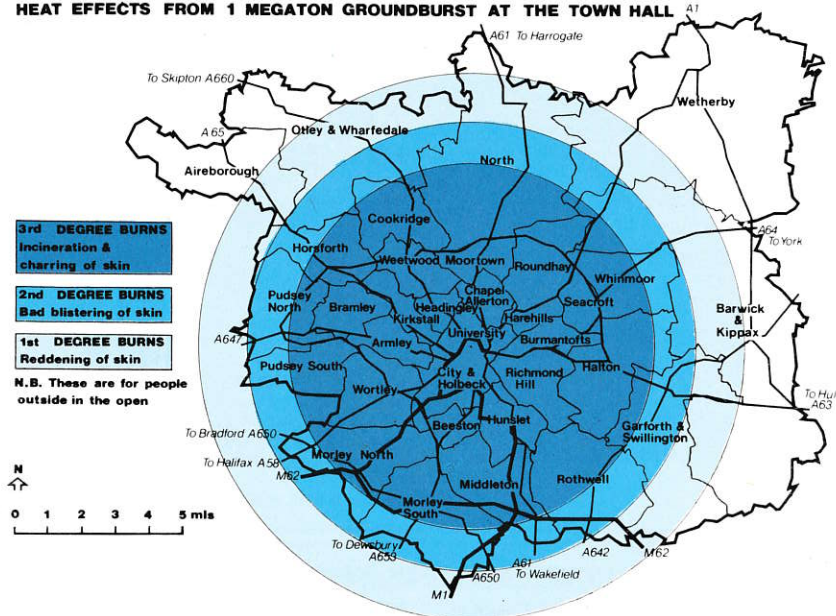 HEAT EFFECTS FROM 1 MEGATON GROUNDBURST AT THE TOWN HALL
A1
A61 To Harrogate
To Skipton A660
Wetherby
Otley & Wharfedale
A65
Aireborough
North
3rd DEGREE BURNS
Incineration &
charring of skin
2nd DEGREE BURNS
Bad blistering of skin
1st DEGREE BURNS
Reddening of skin
N.B. These are for people
outside in the open
Cookridge
A64
To York
Horsforth
Weetwood
Moortown
Roundhay
Whinmoor
Chapel
Allerton
Seacroft
Pudsey
North
Bramley
Headingley
Kirkstall
Harehills
Barwick
&
Kippax
University
A647
Armley
Burmantofts
Pudsey South
City &
Holbeck
Richmond
Hill
Halton
Wortley
To Hul
A63
Beeston
Hunslet
Garforth &
Swillington
To Bradford A650
To Halifax A58
Morley North
M62
N
Middleton
Rothwell
0 1 2 3 4 5 mls
Morley
South
To Dewsbury
A653
A650
A61
To Wakefield
A642
M62
M1